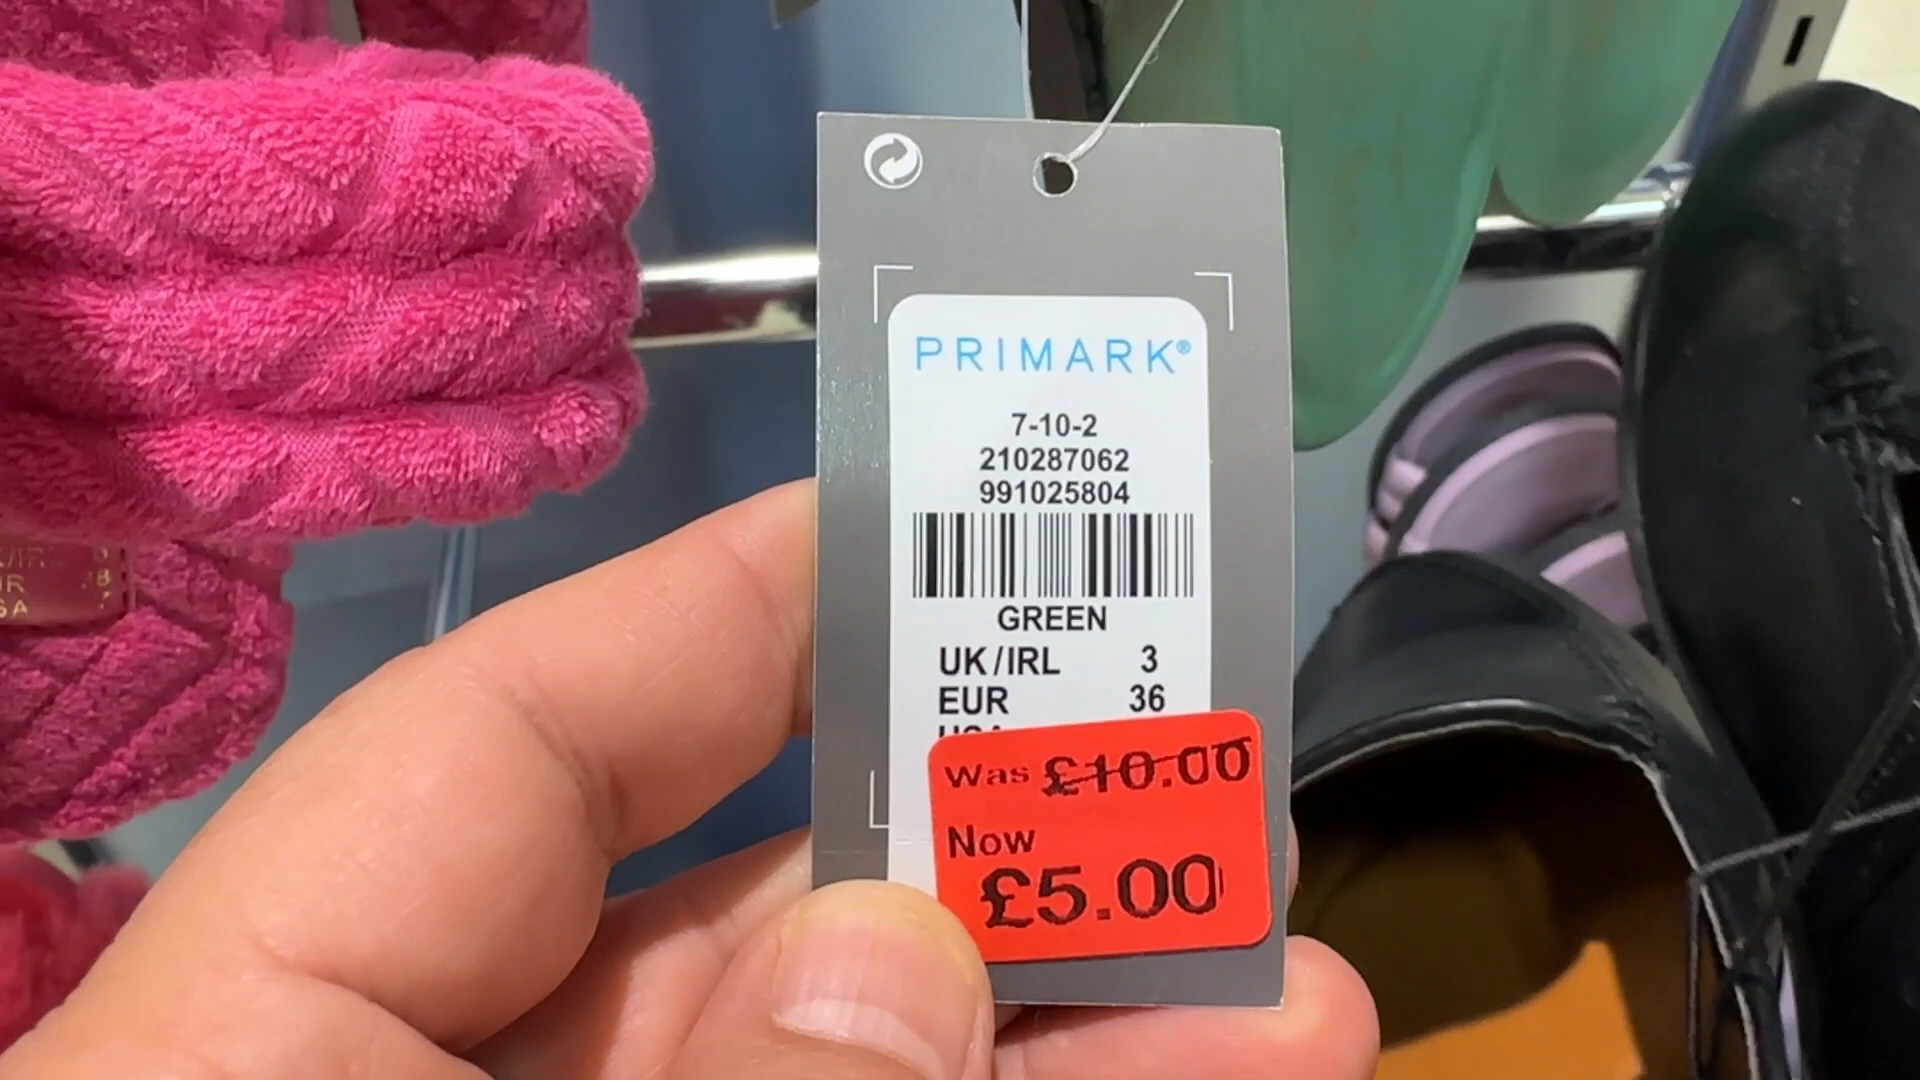 PRIMARK®
7-10-2
210287062
991025804
GREEN
UK/IRL 3
EUR 36
Was £10.00
Now
£5.00